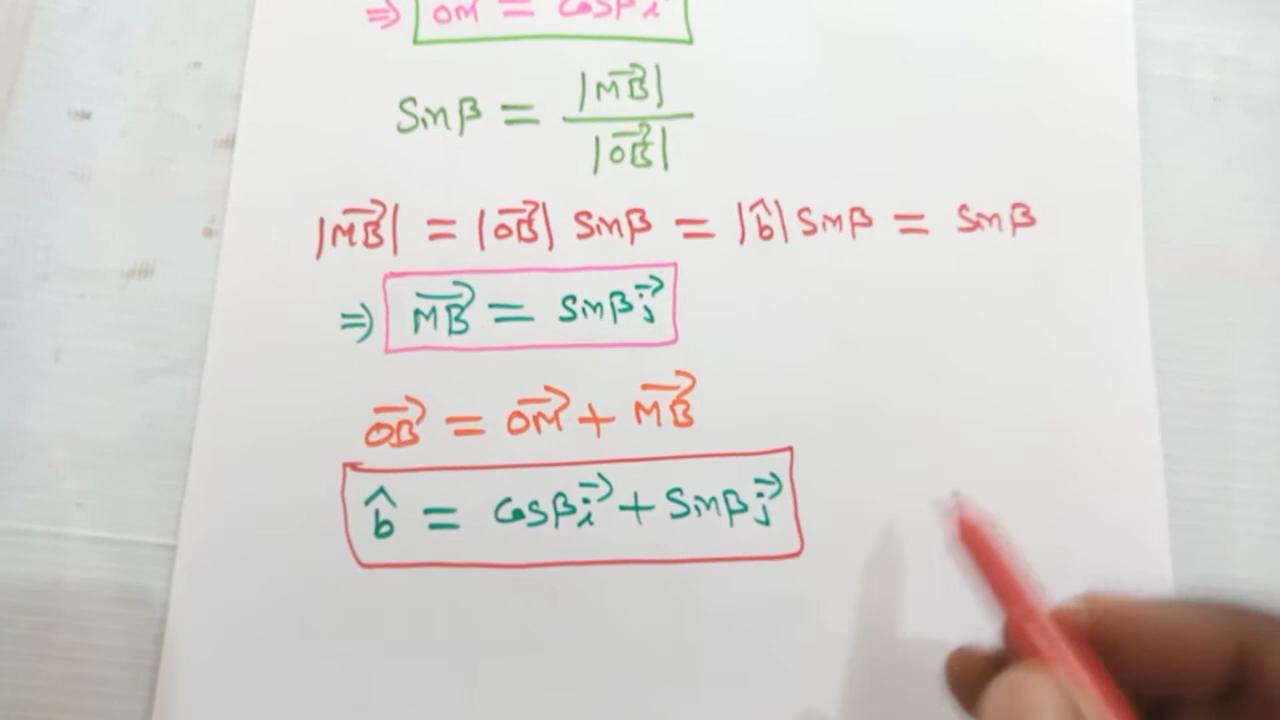 ⇒ OM⃗ = cosβ i⃗
Sinβ = |MB⃗| / |OB⃗|
|MB⃗| = |OB⃗| Sinβ = |b̂| Sinβ = Sinβ
⇒ MB⃗ = Sinβ j⃗
OB⃗ = OM⃗ + MB⃗
b̂ = cosβ i⃗ + Sinβ j⃗